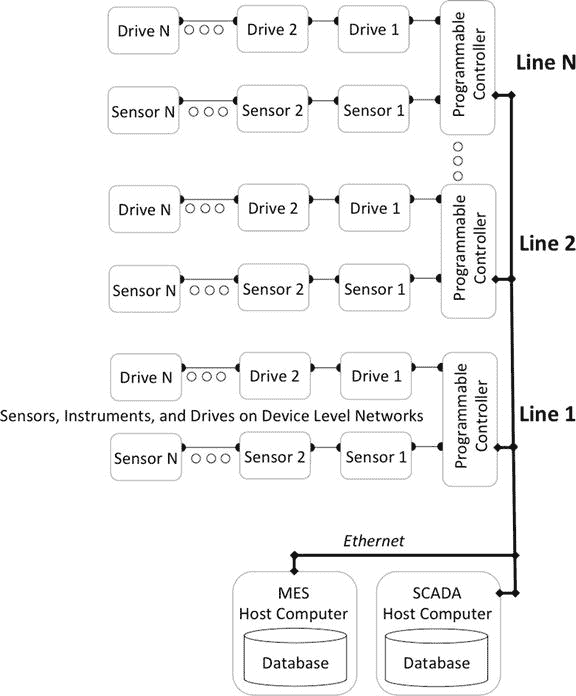 Drive N
Drive 2
Drive 1
Programmable
Controller
Line N
Sensor N
Sensor 2
Sensor 1
Drive N
Drive 2
Drive 1
Programmable
Controller
Line 2
Sensor N
Sensor 2
Sensor 1
Drive N
Drive 2
Drive 1
Programmable
Controller
Line 1
Sensors, Instruments, and Drives on Device Level Networks
Sensor N
Sensor 2
Sensor 1
Ethernet
MES
Host Computer
Database
SCADA
Host Computer
Database